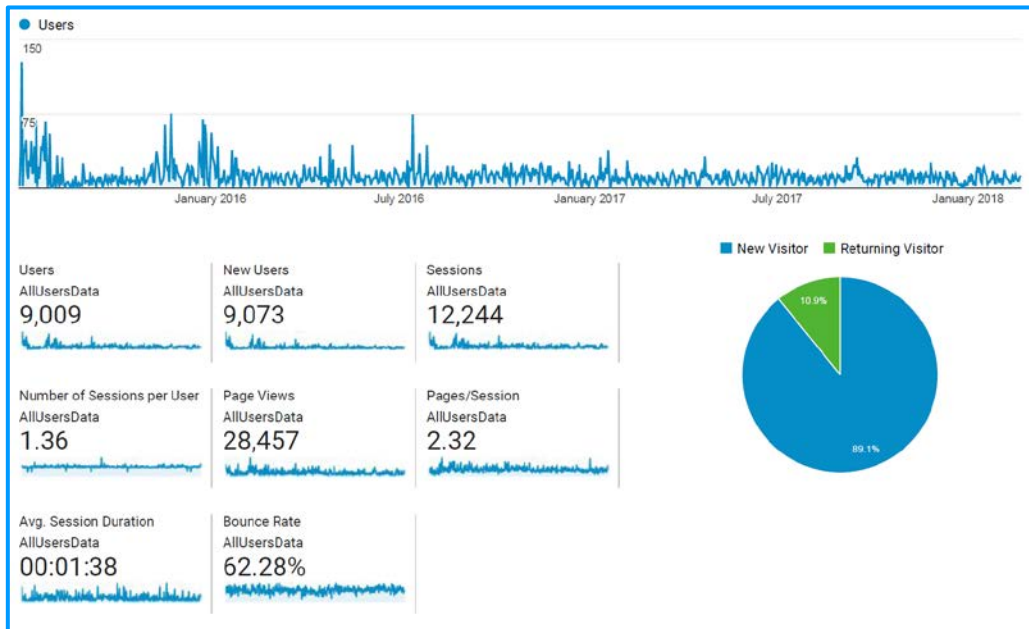 Users
150
75
January 2016 July 2016 January 2017 July 2017 January 2018
New Visitor Returning Visitor
Users
AllUsersData
9,009
New Users
AllUsersData
9,073
Sessions
AllUsersData
12,244
10.9%
89.1%
Number of Sessions per User
AllUsersData
1.36
Page Views
AllUsersData
28,457
Pages/Session
AllUsersData
2.32
Avg. Session Duration
AllUsersData
00:01:38
Bounce Rate
AllUsersData
62.28%